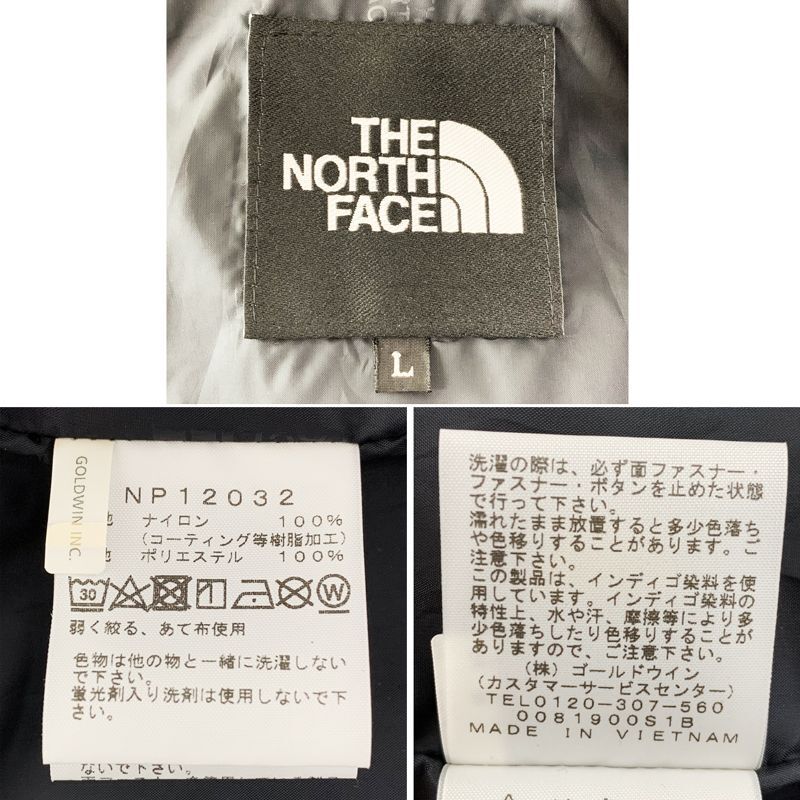 THE
NORTH
FACE
L
GOLDWIN INC.
NP12032
地 ナイロン 100%
(コーティング等樹脂加工)
地 ポリエステル 100%
30
W
弱く絞る、あて布使用
色物は他の物と一緒に洗濯しない
で下さい。
蛍光剤入り洗剤は使用しないで下
さい。
ないで下さい。
洗濯の際は、必ず面ファスナー・
ファスナー・ボタンを止めた状態
で行って下さい。
濡れたまま放置すると多少色落ち
や色移りすることがあります。ご
注意下さい。
この製品は、インディゴ染料を使
用しています。インディゴ染料の
特性上、水や汗、摩擦等により多
少色落ちしたり色移りすることが
ありますので、ご注意下さい。
(株) ゴールドウイン
(カスタマーサービスセンター)
TEL0120-307-560
0081900S1B
MADE IN VIETNAM